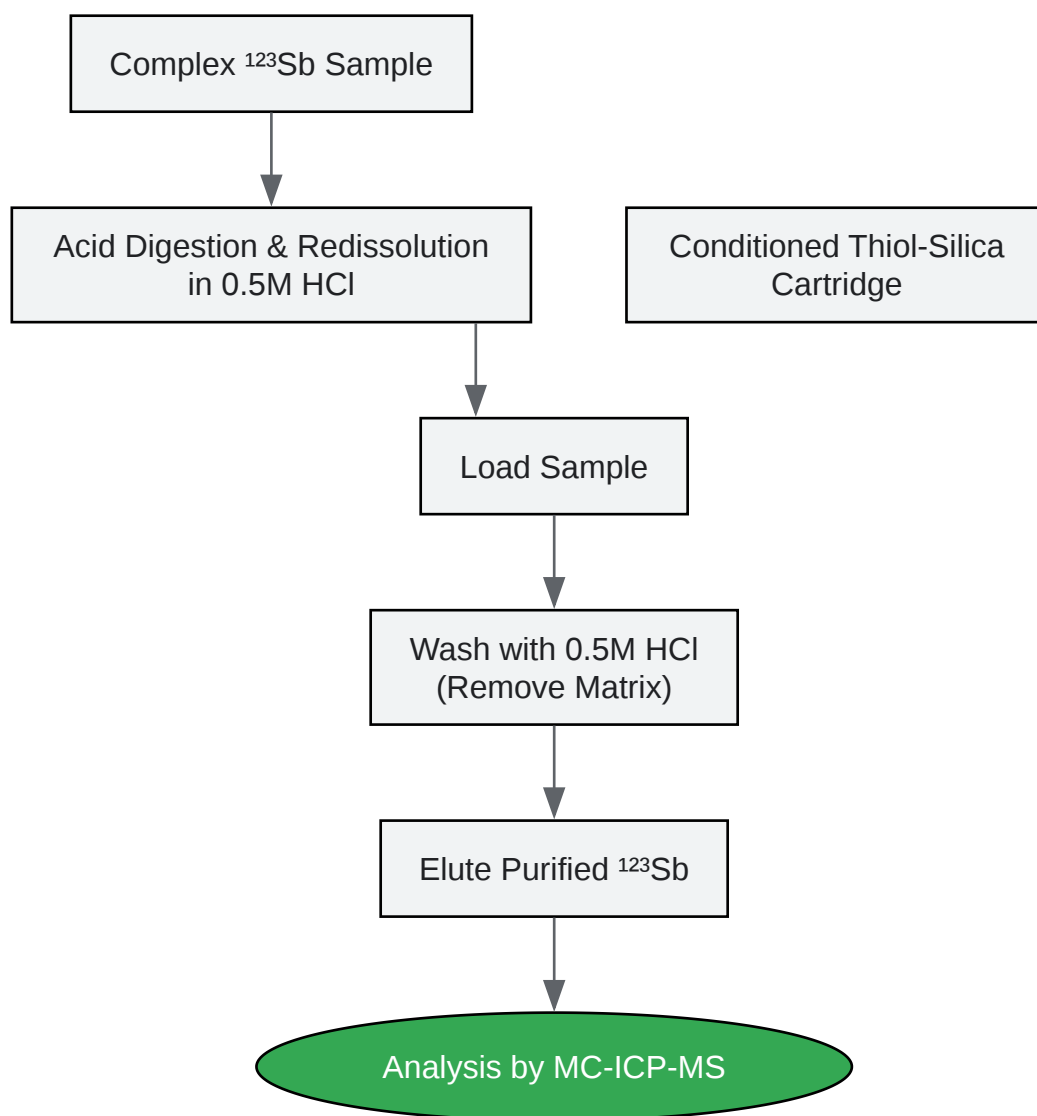 Complex ¹²³Sb Sample
Acid Digestion & Redissolution
in 0.5M HCl
Conditioned Thiol-Silica
Cartridge
Load Sample
Wash with 0.5M HCl
(Remove Matrix)
Elute Purified ¹²³Sb
Analysis by MC-ICP-MS